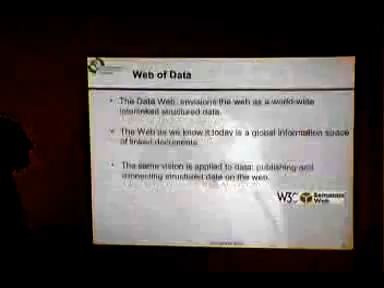 Web of Data
• The Data Web: envisions the web as a world-wide
interlinked structured data.
• The Web as we know it today is a global information space
of linked documents.
• The same vision is applied to data: publishing and
connecting structured data on the web.
W3C Semantic
Web